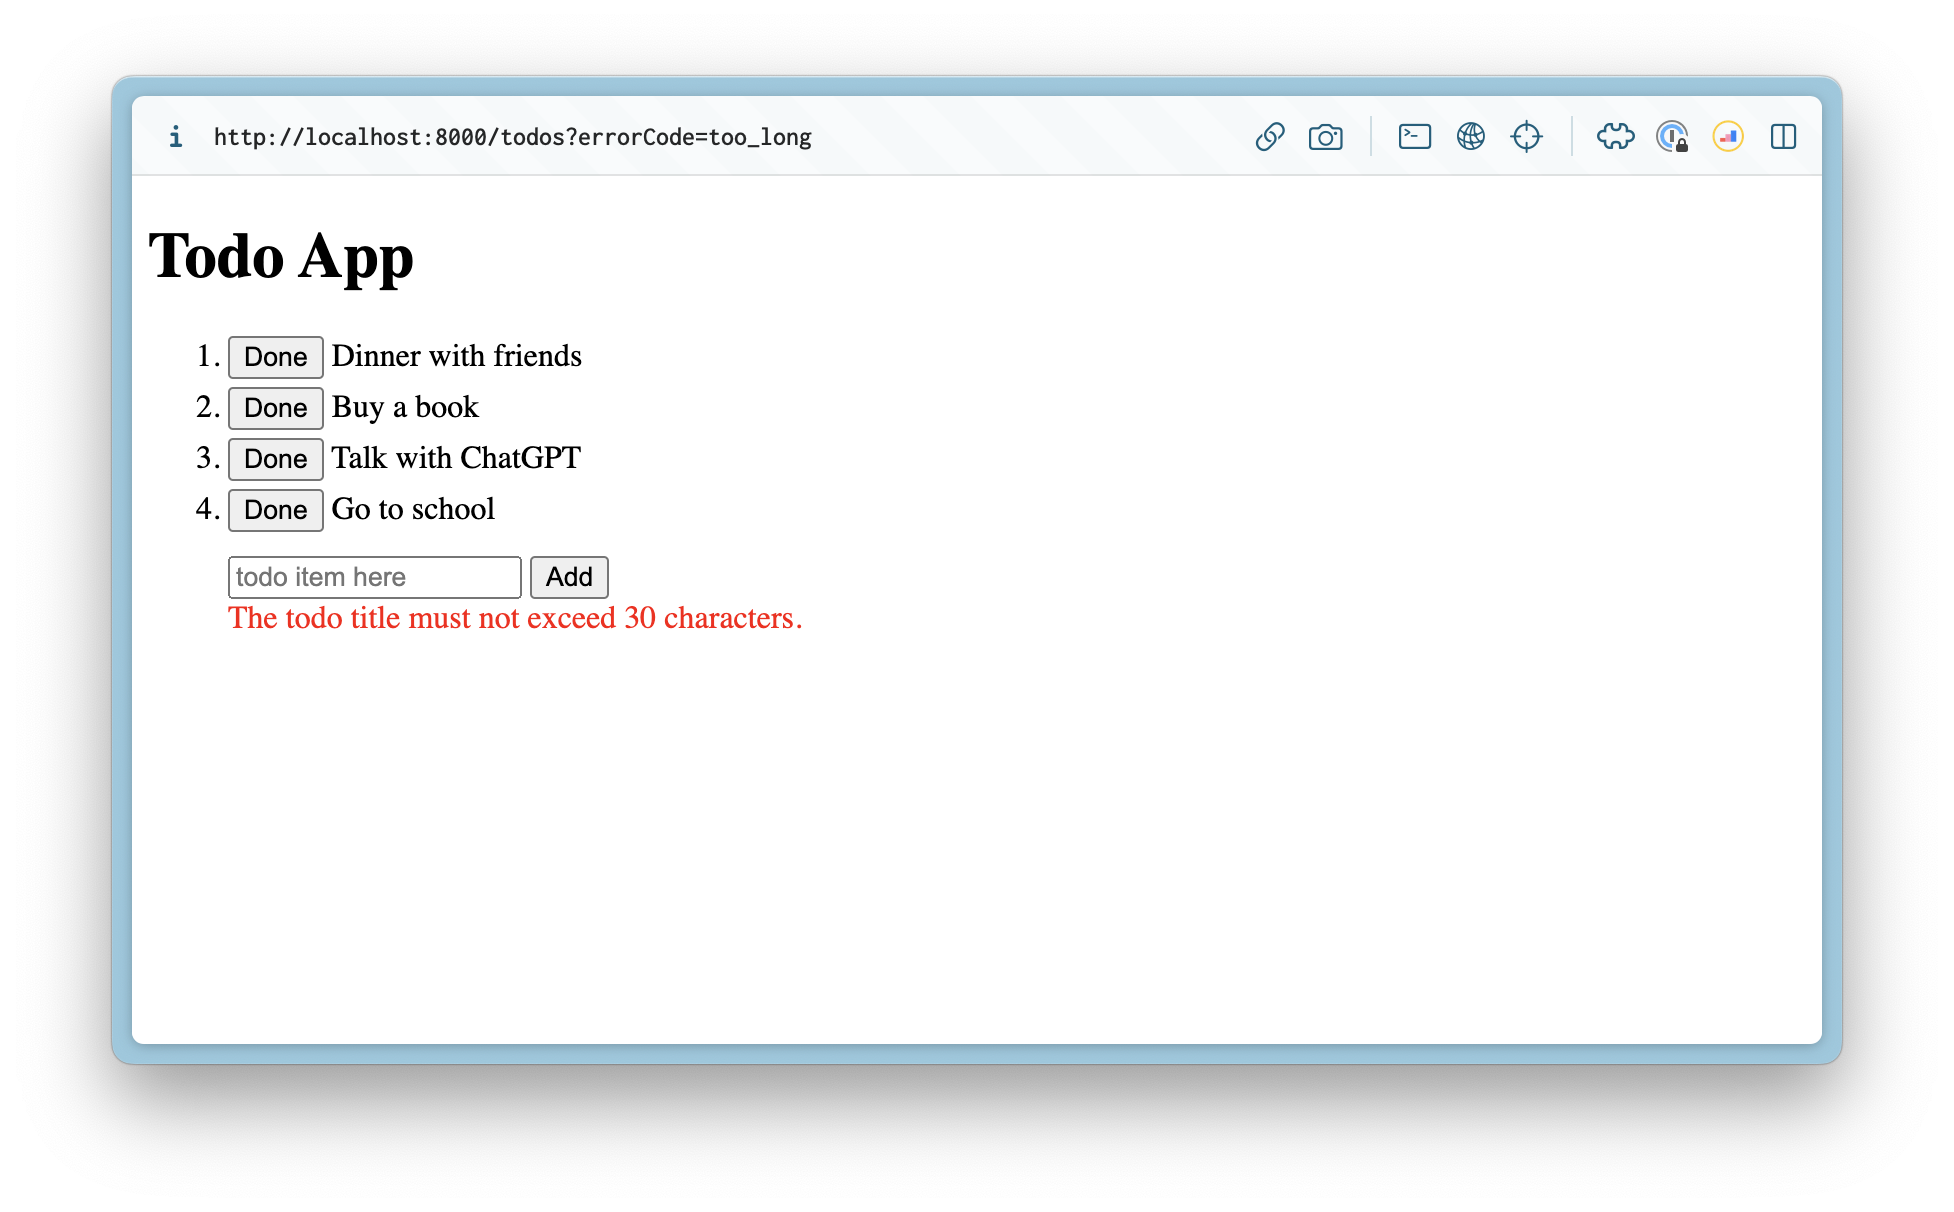 http://localhost:8000/todos?errorCode=too_long
Todo App
1. Done Dinner with friends
2. Done Buy a book
3. Done Talk with ChatGPT
4. Done Go to school
todo item here Add
The todo title must not exceed 30 characters.